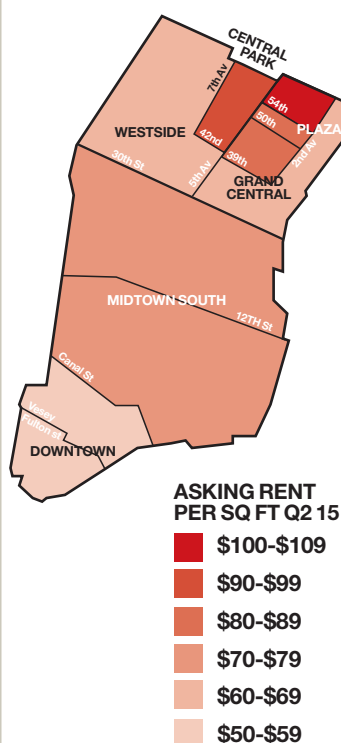 CENTRAL
PARK
7th Av
54th
50th
PLAZA
WESTSIDE
42nd
39th
2nd Av
30th St
5th Av
GRAND
CENTRAL
MIDTOWN SOUTH
12TH St
Canal St
Vesey
Fulton st
DOWNTOWN
ASKING RENT
PER SQ FT Q2 15
$100-$109
$90-$99
$80-$89
$70-$79
$60-$69
$50-$59